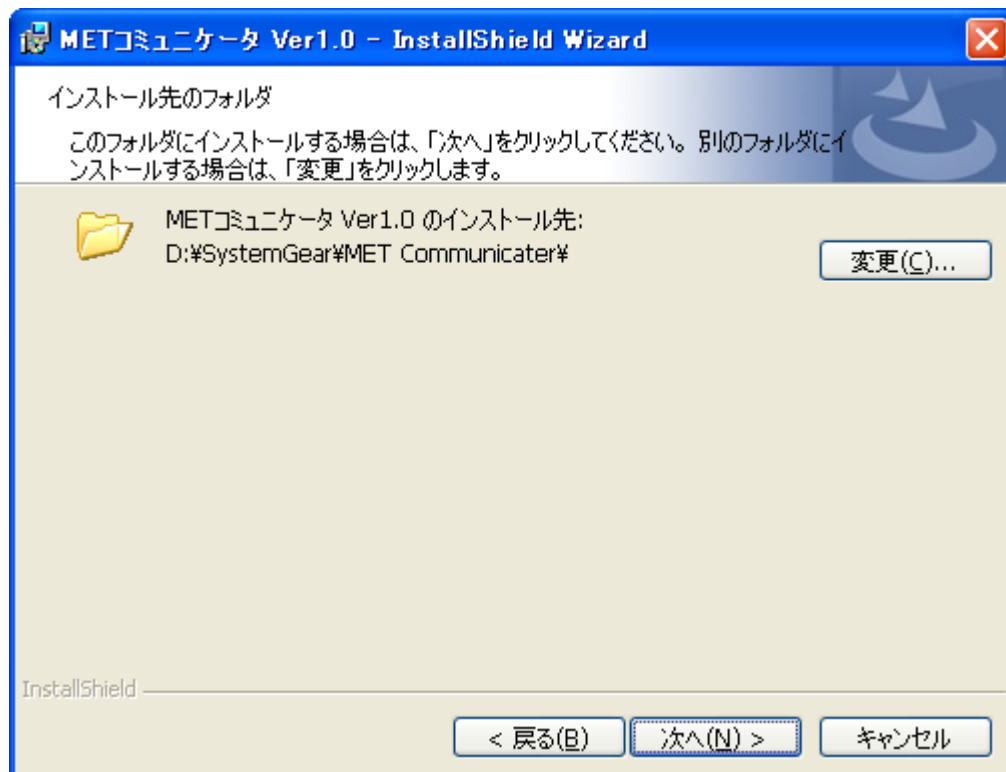 METコミュニケータ Ver1.0 - InstallShield Wizard
インストール先のフォルダ
このフォルダにインストールする場合は、「次へ」をクリックしてください。別のフォルダにイ
ンストールする場合は、「変更」をクリックします。
METコミュニケータ Ver1.0 のインストール先:
D:¥SystemGear¥MET Communicater¥
変更(C)...
InstallShield
< 戻る(B)
次へ(N) >
キャンセル